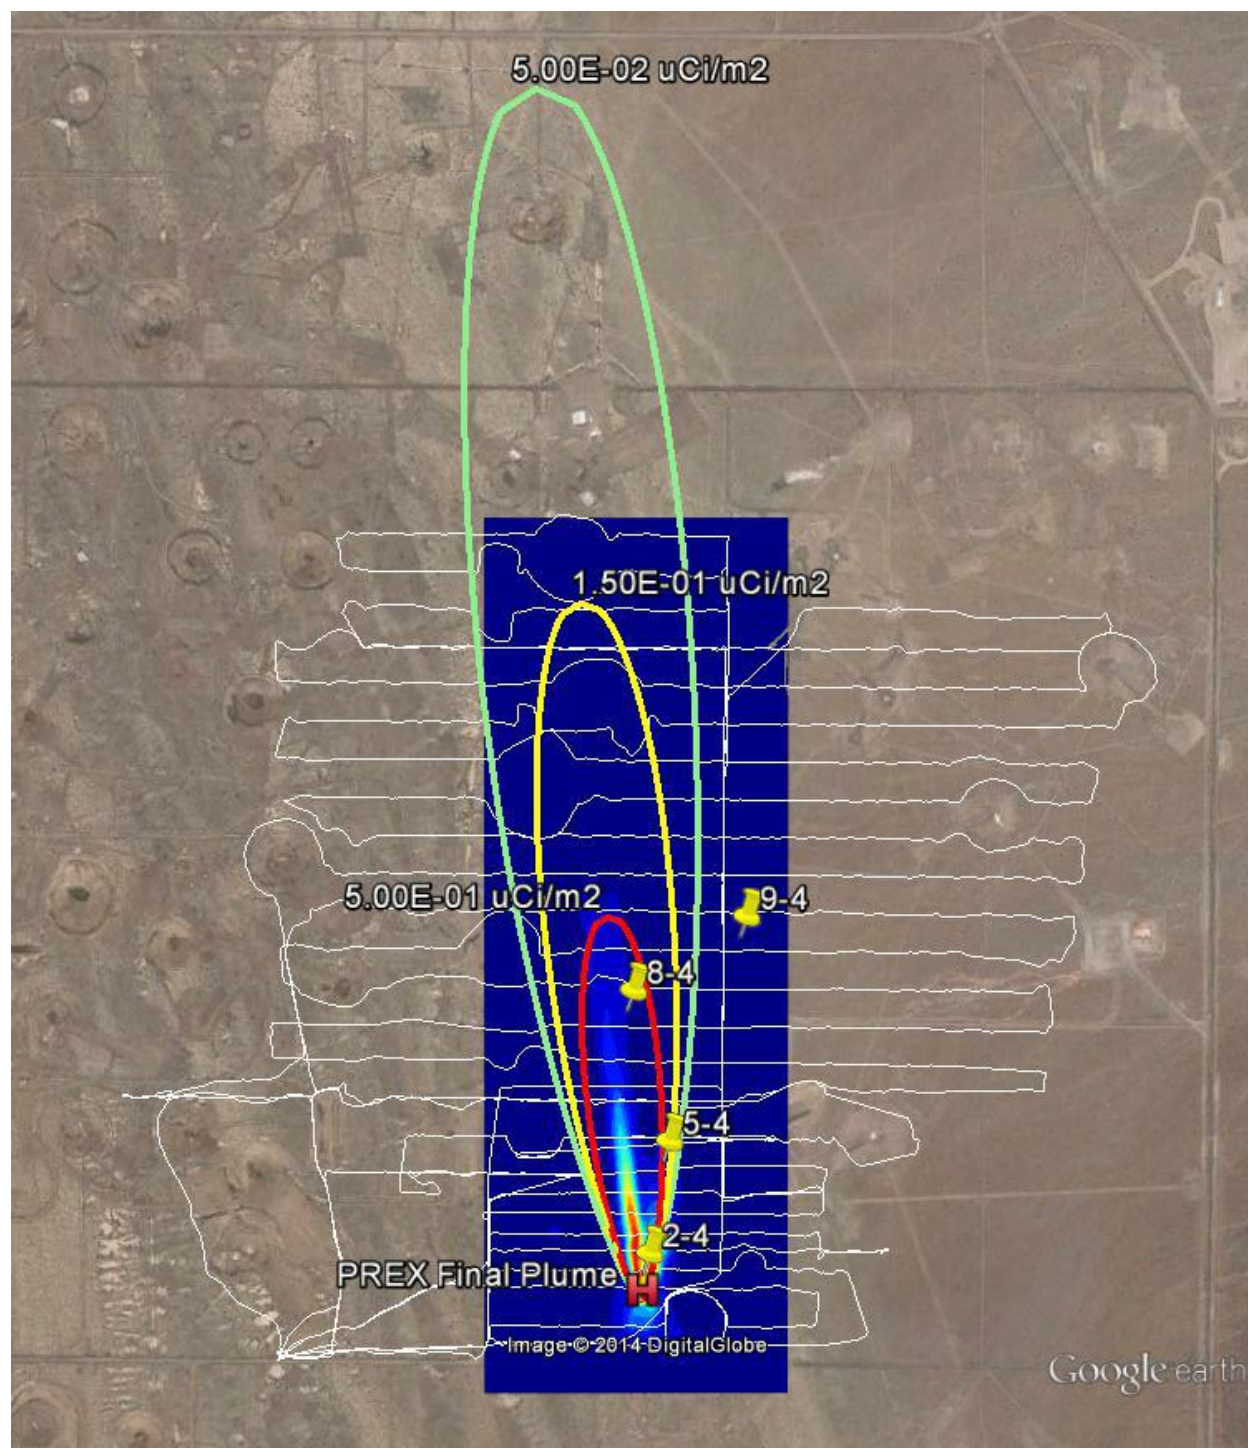 5.00E-02 uCi/m2
1.50E-01 uCi/m2
5.00E-01 uCi/m2
9-4
8-4
5-4
2-4
PREX Final Plume
H
Image © 2014 DigitalGlobe
Google earth